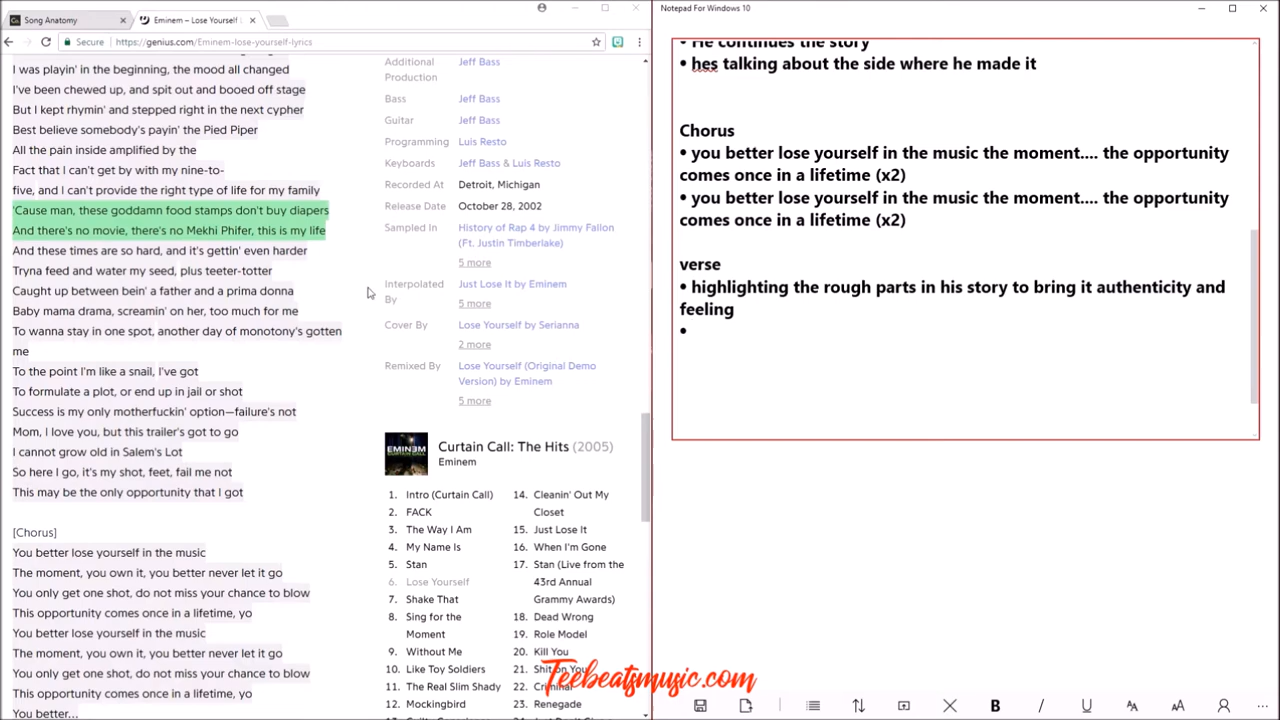 Song Anatomy
Eminem – Lose Yourself
Notepad For Windows 10
Secure
https://genius.com/Eminem-lose-yourself-lyrics
I was playin' in the beginning, the mood all changed
I've been chewed up, and spit out and booed off stage
But I kept rhymin' and stepped right in the next cypher
Best believe somebody's payin' the Pied Piper
All the pain inside amplified by the
Fact that I can't get by with my nine-to-
five, and I can't provide the right type of life for my family
'Cause man, these goddamn food stamps don't buy diapers
And there's no movie, there's no Mekhi Phifer, this is my life
And these times are so hard, and it's gettin' even harder
Tryna feed and water my seed, plus teeter-totter
Caught up between bein' a father and a prima donna
Baby mama drama, screamin' on her, too much for me
To wanna stay in one spot, another day of monotony's gotten
me
To the point I'm like a snail, I've got
To formulate a plot, or end up in jail or shot
Success is my only motherfuckin' option—failure's not
Mom, I love you, but this trailer's got to go
I cannot grow old in Salem's Lot
So here I go, it's my shot, feet, fail me not
This may be the only opportunity that I got
[Chorus]
You better lose yourself in the music
The moment, you own it, you better never let it go
You only get one shot, do not miss your chance to blow
This opportunity comes once in a lifetime, yo
You better lose yourself in the music
The moment, you own it, you better never let it go
You only get one shot, do not miss your chance to blow
This opportunity comes once in a lifetime, yo
You better...
Additional
Production
Jeff Bass
Bass
Jeff Bass
Guitar
Jeff Bass
Programming
Luis Resto
Keyboards
Jeff Bass & Luis Resto
Recorded At
Detroit, Michigan
Release Date
October 28, 2002
Sampled In
History of Rap 4 by Jimmy Fallon
(Ft. Justin Timberlake)
5 more
Interpolated
By
Just Lose It by Eminem
5 more
Cover By
Lose Yourself by Serianna
2 more
Remixed By
Lose Yourself (Original Demo
Version) by Eminem
5 more
EMINEM
Curtain Call: The Hits (2005)
Eminem
1. Intro (Curtain Call)
2. FACK
3. The Way I Am
4. My Name Is
5. Stan
6. Lose Yourself
7. Shake That
8. Sing for the
Moment
9. Without Me
10. Like Toy Soldiers
11. The Real Slim Shady
12. Mockingbird
14. Cleanin' Out My
Closet
15. Just Lose It
16. When I'm Gone
17. Stan (Live from the
43rd Annual
Grammy Awards)
18. Dead Wrong
19. Role Model
20. Kill You
21. Shit on You
22. Criminal
23. Renegade
• He continues the story
• hes talking about the side where he made it
Chorus
• you better lose yourself in the music the moment.... the opportunity
comes once in a lifetime (x2)
• you better lose yourself in the music the moment.... the opportunity
comes once in a lifetime (x2)
verse
• highlighting the rough parts in his story to bring it authenticity and
feeling
•
Teebeatsmusic.com